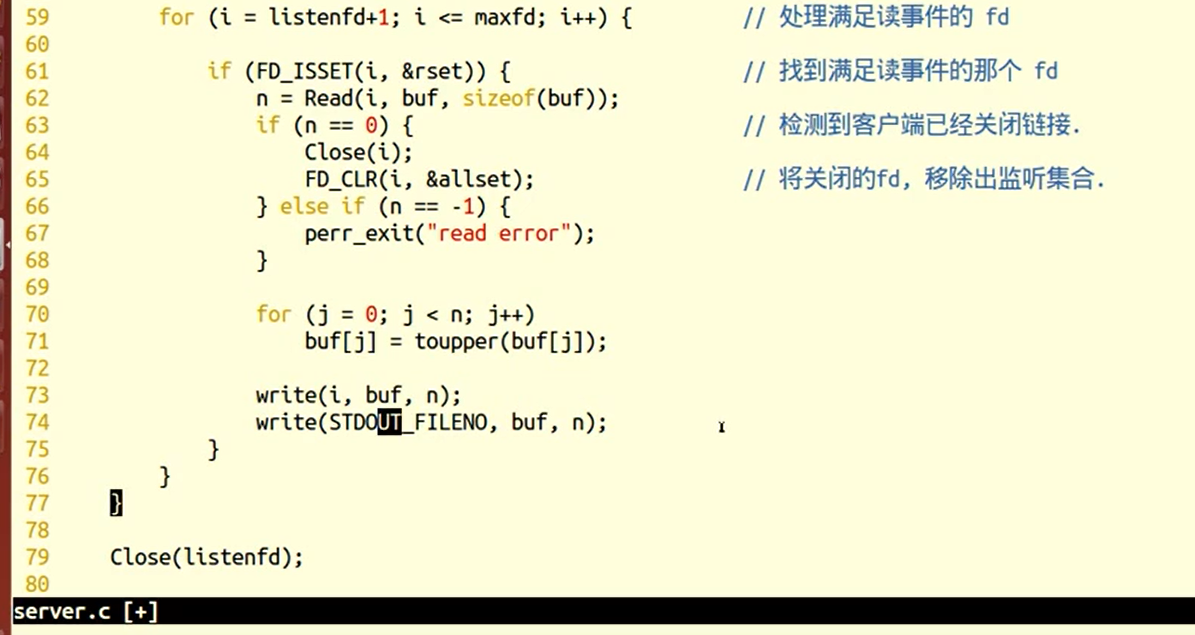 59 for (i = listenfd+1; i <= maxfd; i++) { // 处理满足读事件的 fd
60
61 if (FD_ISSET(i, &rset)) { // 找到满足读事件的那个 fd
62 n = Read(i, buf, sizeof(buf));
63 if (n == 0) { // 检测到客户端已经关闭链接.
64 Close(i);
65 FD_CLR(i, &allset); // 将关闭的fd, 移除出监听集合.
66 } else if (n == -1) {
67 perr_exit("read error");
68 }
69
70 for (j = 0; j < n; j++)
71 buf[j] = toupper(buf[j]);
72
73 write(i, buf, n);
74 write(STDOUT_FILENO, buf, n);
75 }
76 }
77 }
78
79 Close(listenfd);
80
server.c [+]